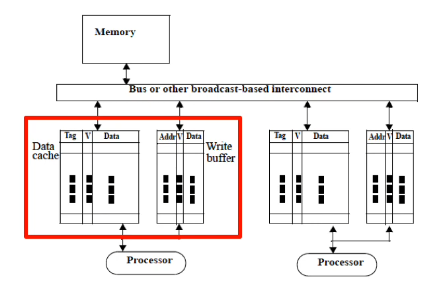 Memory
Bus or other broadcast-based interconnect
Tag V Data
Addr V Data
Tag V Data
Addr V Data
Data cache
Write buffer
Processor
Processor